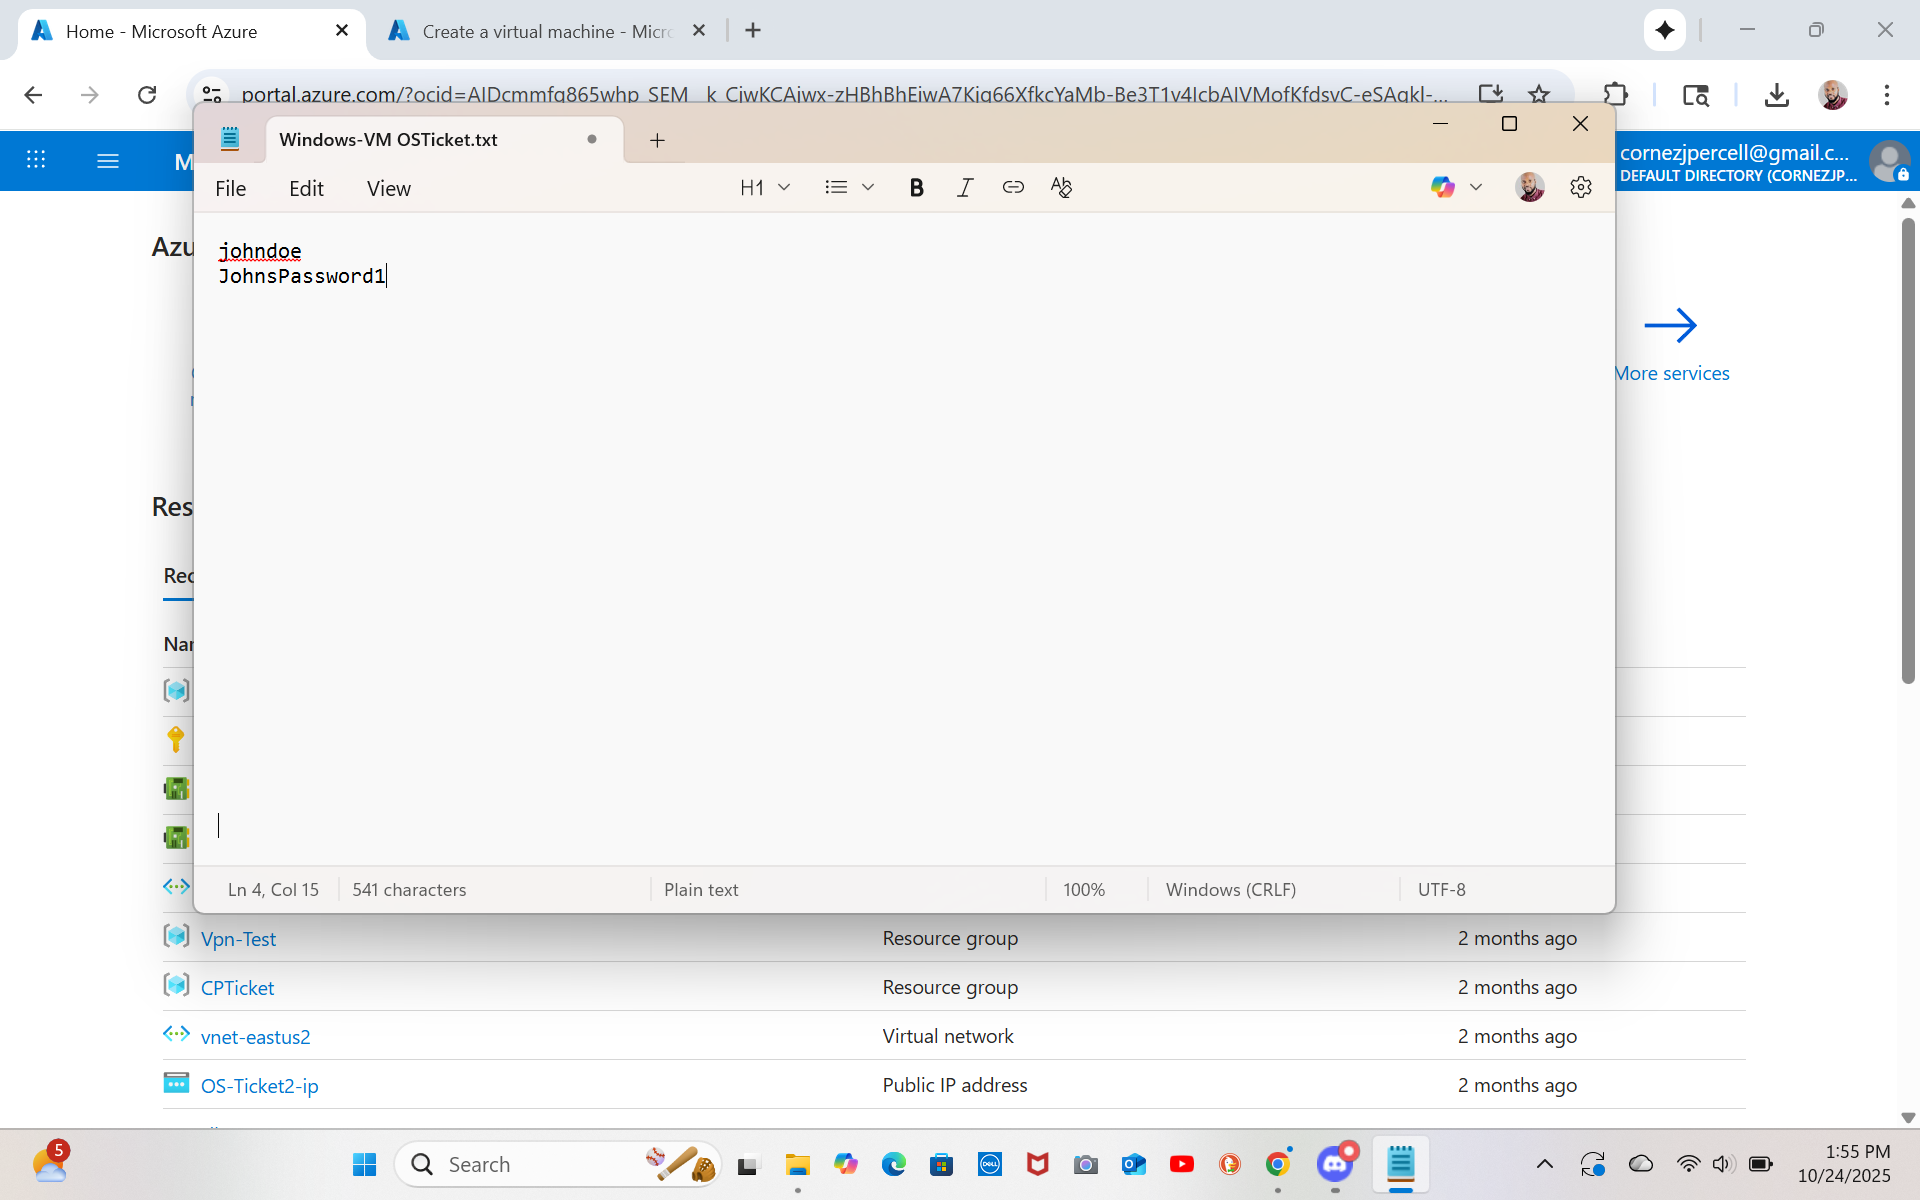 Home - Microsoft Azure
Create a virtual machine - Micro
portal.azure.com/?ocid=AIDcmmfq865whp_SEM
Windows-VM OSTicket.txt
M
cornezjpercell@gmail.c...
DEFAULT DIRECTORY (CORNEZJP...
File Edit View
H1
Azu
johndoe
JohnsPassword1
More services
Res
Rec
Nar
Ln 4, Col 15
541 characters
Plain text
100%
Windows (CRLF)
UTF-8
Vpn-Test Resource group 2 months ago
CPTicket Resource group 2 months ago
vnet-eastus2 Virtual network 2 months ago
OS-Ticket2-ip Public IP address 2 months ago
5
Search
DELL
1:55 PM
10/24/2025